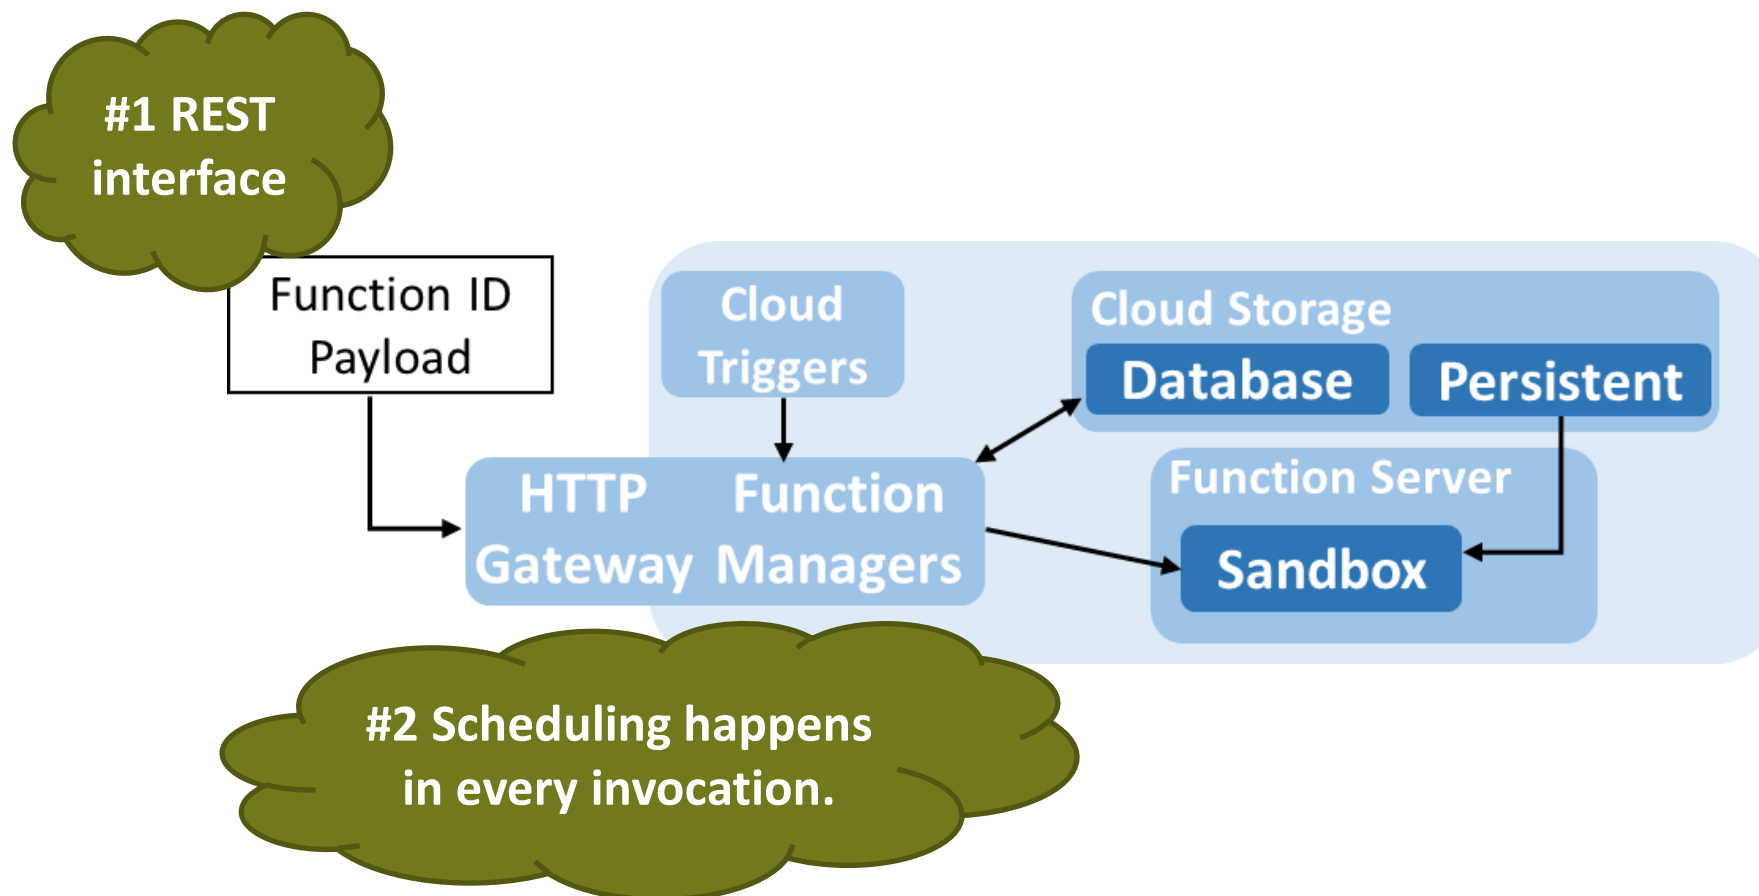 #1 REST
interface
Function ID
Payload
Cloud
Triggers
Cloud Storage
Database
Persistent
HTTP
Gateway
Function
Managers
Function Server
Sandbox
#2 Scheduling happens
in every invocation.